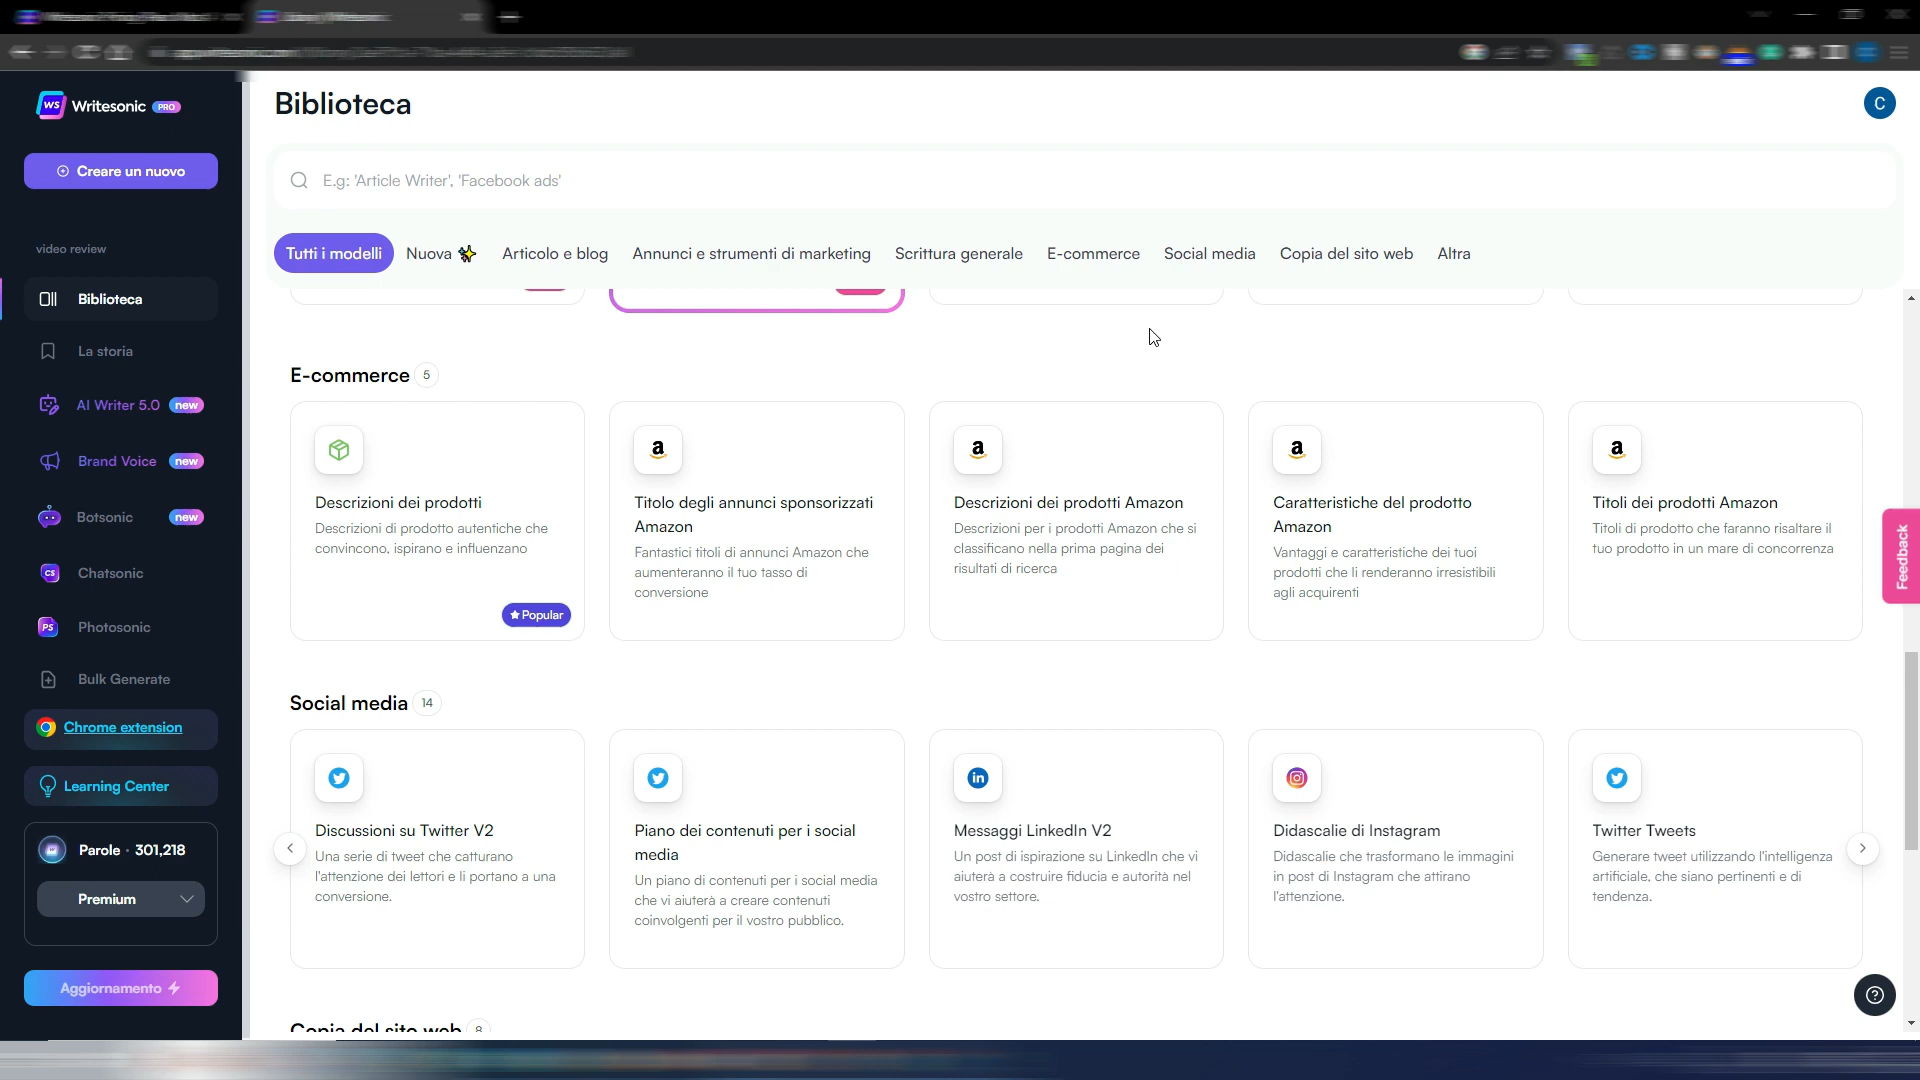 WS Writesonic PRO
Creare un nuovo
video review
Biblioteca
La storia
AI Writer 5.0 new
Brand Voice new
Botsonic new
CS Chatsonic
PS Photosonic
Bulk Generate
Chrome extension
Learning Center
Parole · 301,218
Premium
Aggiornamento
Biblioteca
C
E.g: 'Article Writer', 'Facebook ads'
Tutti i modelli Nuova Articolo e blog Annunci e strumenti di marketing Scrittura generale E-commerce Social media Copia del sito web Altra
E-commerce 5
Descrizioni dei prodotti
Descrizioni di prodotto autentiche che
convincono, ispirano e influenzano
Popular
a
Titolo degli annunci sponsorizzati
Amazon
Fantastici titoli di annunci Amazon che
aumenteranno il tuo tasso di
conversione
a
Descrizioni dei prodotti Amazon
Descrizioni per i prodotti Amazon che si
classificano nella prima pagina dei
risultati di ricerca
a
Caratteristiche del prodotto
Amazon
Vantaggi e caratteristiche dei tuoi
prodotti che li renderanno irresistibili
agli acquirenti
a
Titoli dei prodotti Amazon
Titoli di prodotto che faranno risaltare il
tuo prodotto in un mare di concorrenza
Feedback
Social media 14
Discussioni su Twitter V2
Una serie di tweet che catturano
l'attenzione dei lettori e li portano a una
conversione.
Piano dei contenuti per i social
media
Un piano di contenuti per i social media
che vi aiuterà a creare contenuti
coinvolgenti per il vostro pubblico.
in
Messaggi LinkedIn V2
Un post di ispirazione su LinkedIn che vi
aiuterà a costruire fiducia e autorità nel
vostro settore.
Didascalie di Instagram
Didascalie che trasformano le immagini
in post di Instagram che attirano
l'attenzione.
Twitter Tweets
Generare tweet utilizzando l'intelligenza
artificiale, che siano pertinenti e di
tendenza.
Copia del sito web 8